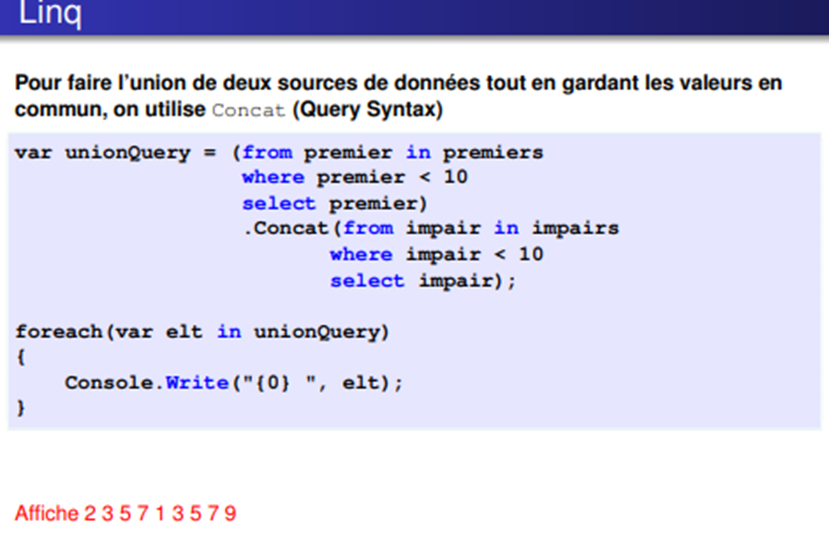 Linq
Pour faire l'union de deux sources de données tout en gardant les valeurs en
commun, on utilise Concat (Query Syntax)
var unionQuery = (from premier in premiers
where premier < 10
select premier)
.Concat(from impair in impairs
where impair < 10
select impair);
foreach(var elt in unionQuery)
{
Console.Write("{0} ", elt);
}
Affiche 2 3 5 7 1 3 5 7 9